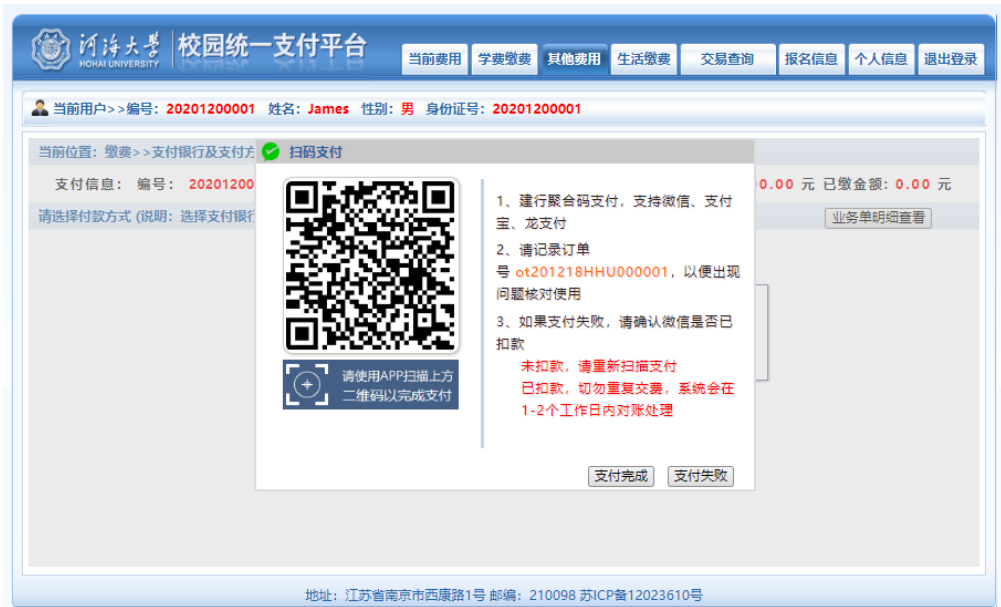 河海大学 校园统一支付平台
HOHAI UNIVERSITY
当前费用 学费缴费 其他费用 生活缴费 交易查询 报名信息 个人信息 退出登录
当前用户>>编号：20201200001 姓名：James 性别：男 身份证号：20201200001
当前位置：缴费>>支付银行及支付方
扫码支付
支付信息： 编号： 20201200
0.00 元 已缴金额：0.00 元
请选择付款方式 (说明：选择支付银行
业务单明细查看
1、建行聚合码支付，支持微信、支付
宝、龙支付
2、请记录订单
号 ot201218HHU000001，以便出现
问题核对使用
3、如果支付失败，请确认微信是否已
扣款
未扣款，请重新扫描支付
已扣款，切勿重复交费，系统会在
1-2个工作日内对账处理
请使用APP扫描上方
二维码以完成支付
支付完成 支付失败
地址：江苏省南京市西康路1号 邮编：210098 苏ICP备12023610号